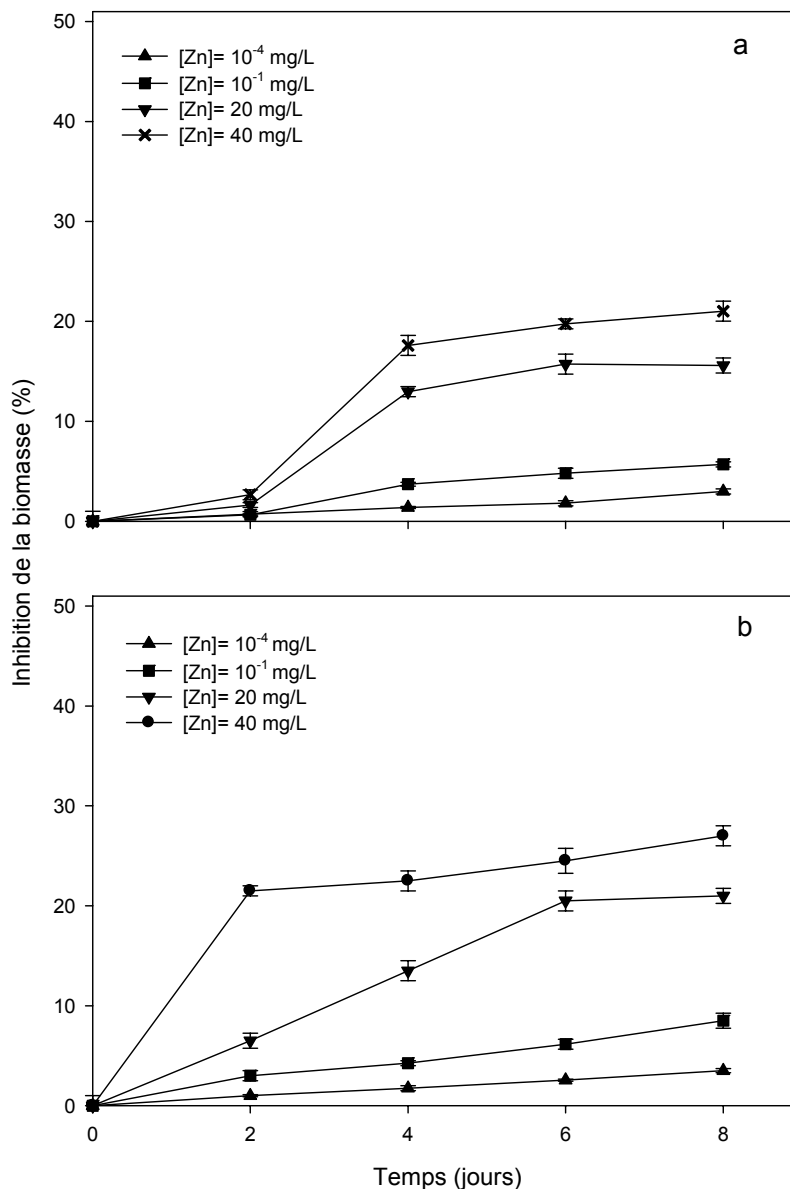 50
40
30
20
10
0
a
[Zn]= 10⁻⁴ mg/L
[Zn]= 10⁻¹ mg/L
[Zn]= 20 mg/L
[Zn]= 40 mg/L
Inhibition de la biomasse (%)
50
40
30
20
10
0
b
[Zn]= 10⁻⁴ mg/L
[Zn]= 10⁻¹ mg/L
[Zn]= 20 mg/L
[Zn]= 40 mg/L
0 2 4 6 8
Temps (jours)